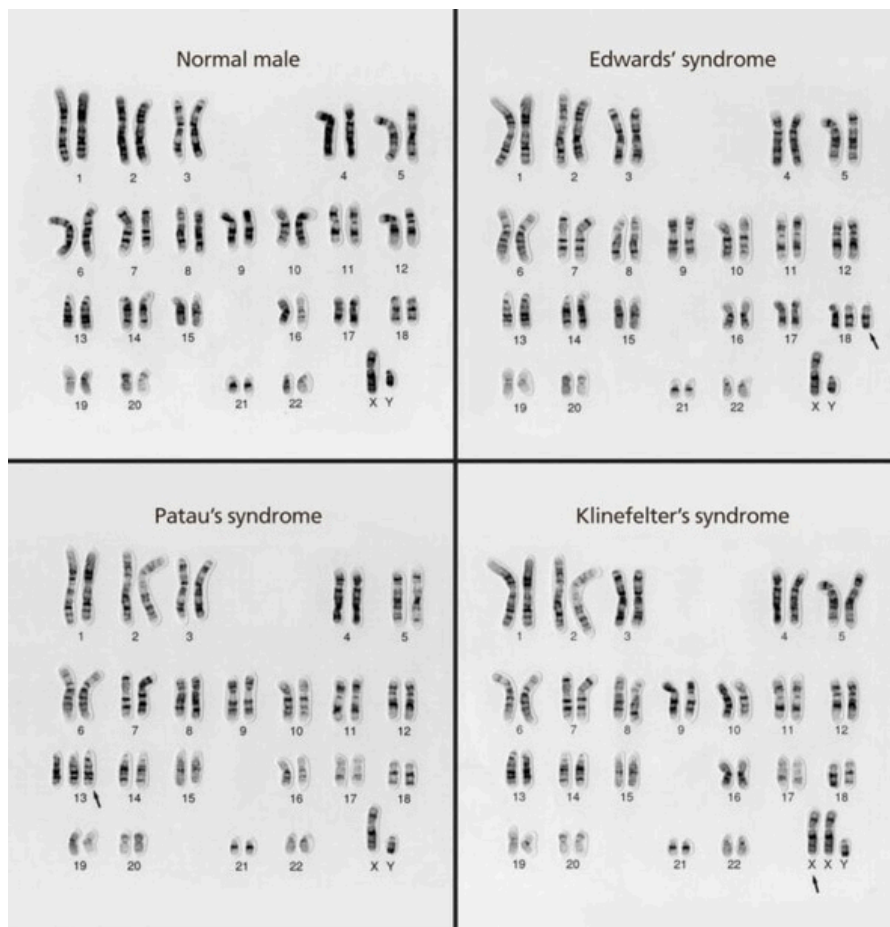 Normal male
1 2 3 4 5
6 7 8 9 10 11 12
13 14 15 16 17 18
19 20 21 22 X Y
Edwards' syndrome
1 2 3 4 5
6 7 8 9 10 11 12
13 14 15 16 17 18
19 20 21 22 X Y
Patau's syndrome
1 2 3 4 5
6 7 8 9 10 11 12
13 14 15 16 17 18
19 20 21 22 X Y
Klinefelter's syndrome
1 2 3 4 5
6 7 8 9 10 11 12
13 14 15 16 17 18
19 20 21 22 X X Y